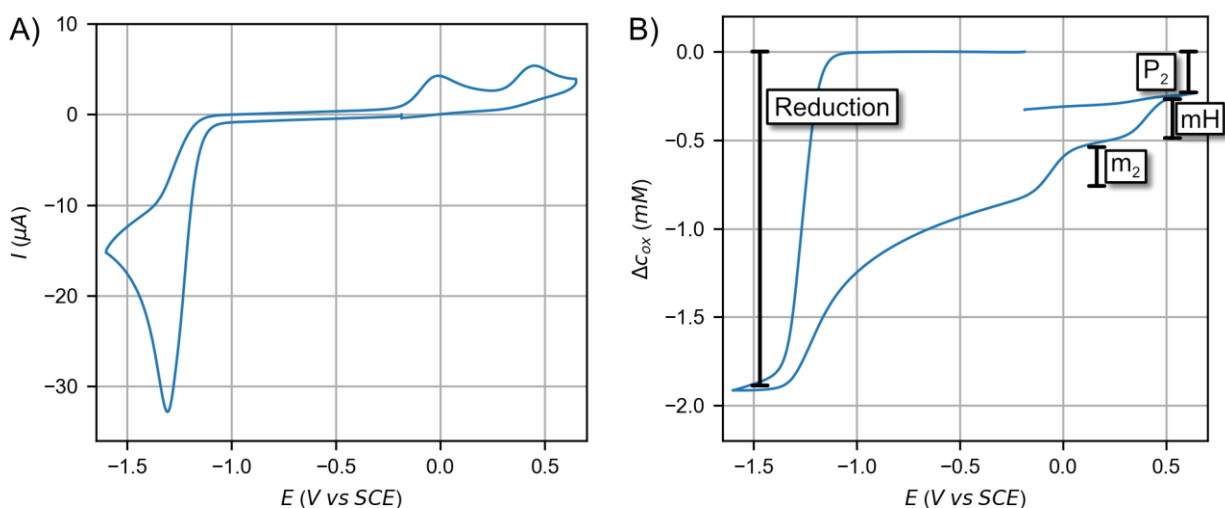 A)
10
0
−10
−20
−30
I (μA)
−1.5 −1.0 −0.5 0.0 0.5
E (V vs SCE)
B)
0.0
−0.5
−1.0
−1.5
−2.0
Δc_ox (mM)
Reduction
P₂
mH
m₂
−1.5 −1.0 −0.5 0.0 0.5
E (V vs SCE)